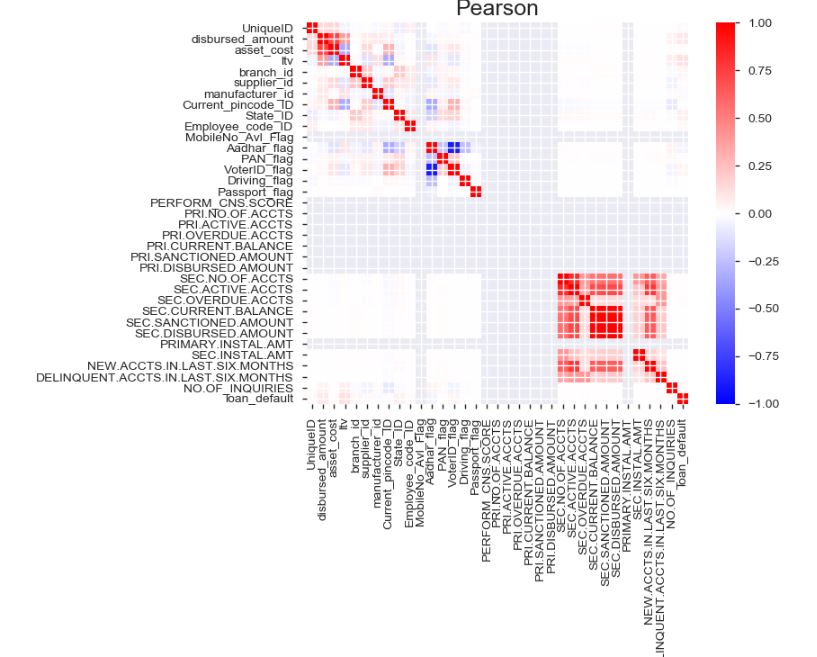 Pearson
UniqueID
disbursed_amount
asset_cost
ltv
branch_id
supplier_id
manufacturer_id
Current_pincode_ID
State_ID
Employee_code_ID
MobileNo_Avl_Flag
Aadhar_flag
PAN_flag
VoterID_flag
Driving_flag
Passport_flag
PERFORM_CNS.SCORE
PRI.NO.OF.ACCTS
PRI.ACTIVE.ACCTS
PRI.OVERDUE.ACCTS
PRI.CURRENT.BALANCE
PRI.SANCTIONED.AMOUNT
PRI.DISBURSED.AMOUNT
SEC.NO.OF.ACCTS
SEC.ACTIVE.ACCTS
SEC.OVERDUE.ACCTS
SEC.CURRENT.BALANCE
SEC.SANCTIONED.AMOUNT
SEC.DISBURSED.AMOUNT
PRIMARY.INSTAL.AMT
SEC.INSTAL.AMT
NEW.ACCTS.IN.LAST.SIX.MONTHS
DELINQUENT.ACCTS.IN.LAST.SIX.MONTHS
NO.OF_INQUIRIES
loan_default
1.00
0.75
0.50
0.25
0.00
−0.25
−0.50
−0.75
−1.00
UniqueID
disbursed_amount
asset_cost
ltv
branch_id
supplier_id
manufacturer_id
Current_pincode_ID
State_ID
Employee_code_ID
MobileNo_Avl_Flag
Aadhar_flag
PAN_flag
VoterID_flag
Driving_flag
Passport_flag
PERFORM_CNS.SCORE
PRI.NO.OF.ACCTS
PRI.ACTIVE.ACCTS
PRI.OVERDUE.ACCTS
PRI.CURRENT.BALANCE
PRI.SANCTIONED.AMOUNT
PRI.DISBURSED.AMOUNT
SEC.NO.OF.ACCTS
SEC.ACTIVE.ACCTS
SEC.OVERDUE.ACCTS
SEC.CURRENT.BALANCE
SEC.SANCTIONED.AMOUNT
SEC.DISBURSED.AMOUNT
PRIMARY.INSTAL.AMT
SEC.INSTAL.AMT
NEW.ACCTS.IN.LAST.SIX.MONTHS
LINQUENT.ACCTS.IN.LAST.SIX.MONTHS
NO.OF_INQUIRIES
loan_default